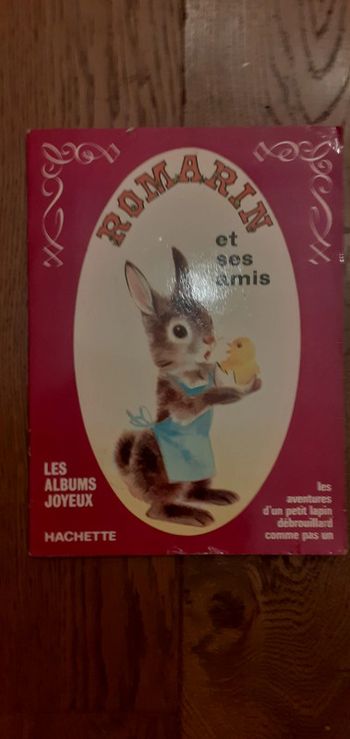 ROMARIN
et
ses
amis
LES
ALBUMS
JOYEUX
HACHETTE
les
aventures
d'un petit lapin
débrouillard
comme pas un